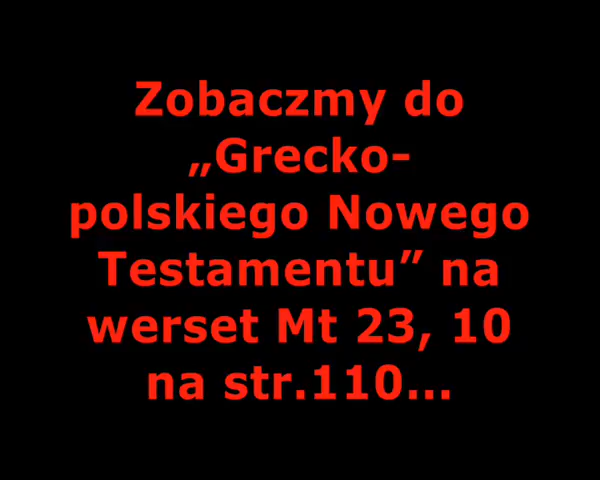 Zobaczmy do
„Grecko-
polskiego Nowego
Testamentu” na
werset Mt 23, 10
na str.110...